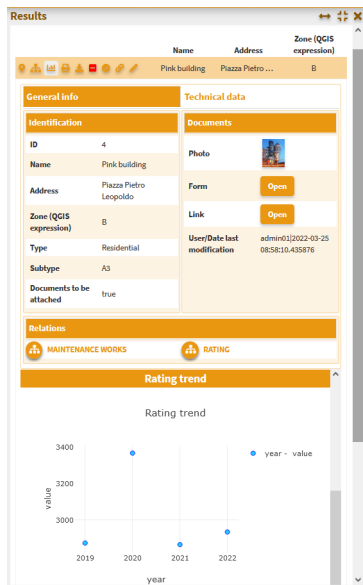 Results
Name Address Zone (QGIS expression)
Pink building Piazza Pietro ... B
General info Technical data
Identification
ID 4
Name Pink building
Address Piazza Pietro Leopoldo
Zone (QGIS expression) B
Type Residential
Subtype A3
Documents to be attached true
Documents
Photo
Form Open
Link Open
User/Date last modification admin01|2022-03-25 08:58:10.435876
Relations
MAINTENANCE WORKS RATING
Rating trend
Rating trend
3400
3200
3000
value
year - value
2019 2020 2021 2022
year